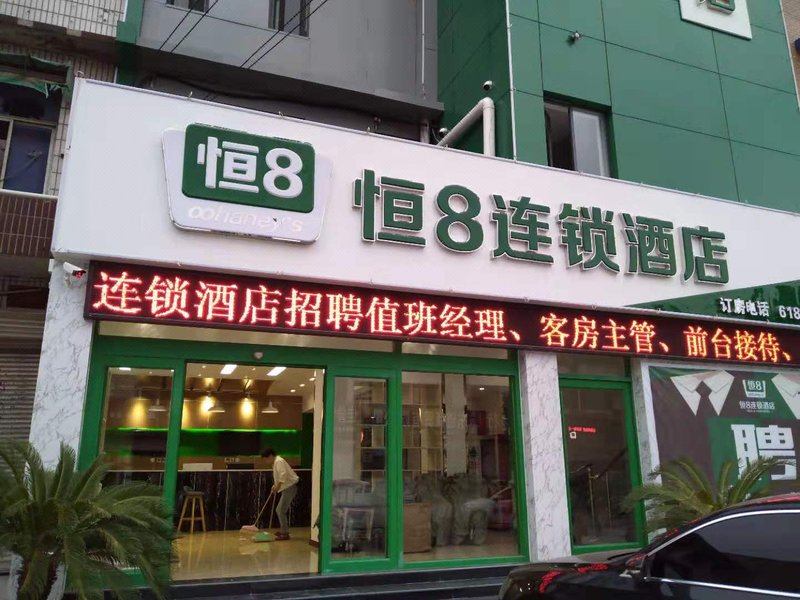 恒8
oohaney's
恒8连锁酒店
订房电话 618
连锁酒店招聘值班经理、客房主管、前台接待、
恒8
恒8连锁酒店
聘